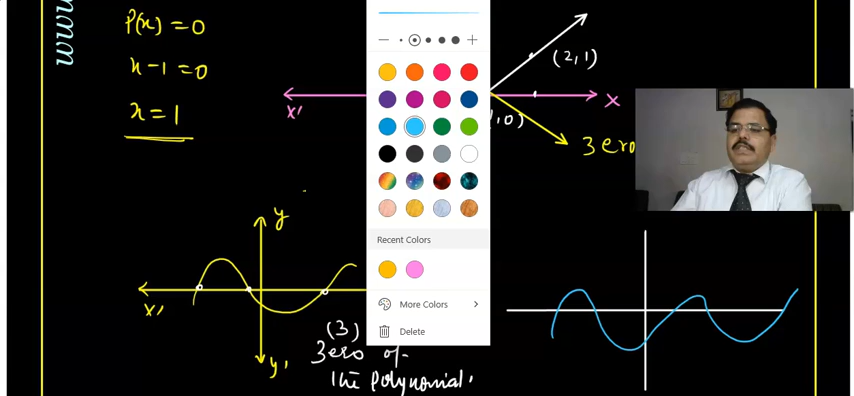 www
P(x) = 0
x - 1 = 0
x = 1
(2, 1)
x'
x
, 0)
Zero
y
x'
y'
(3)
Zero of
the Polynomial.
Recent Colors
More Colors
Delete